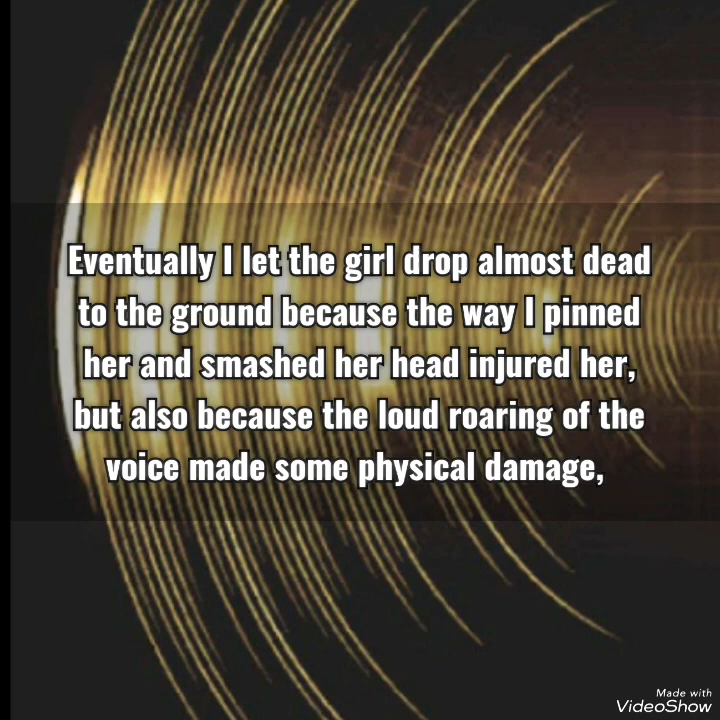 Eventually I let the girl drop almost dead
to the ground because the way I pinned
her and smashed her head injured her,
but also because the loud roaring of the
voice made some physical damage,
Made with
VideoShow